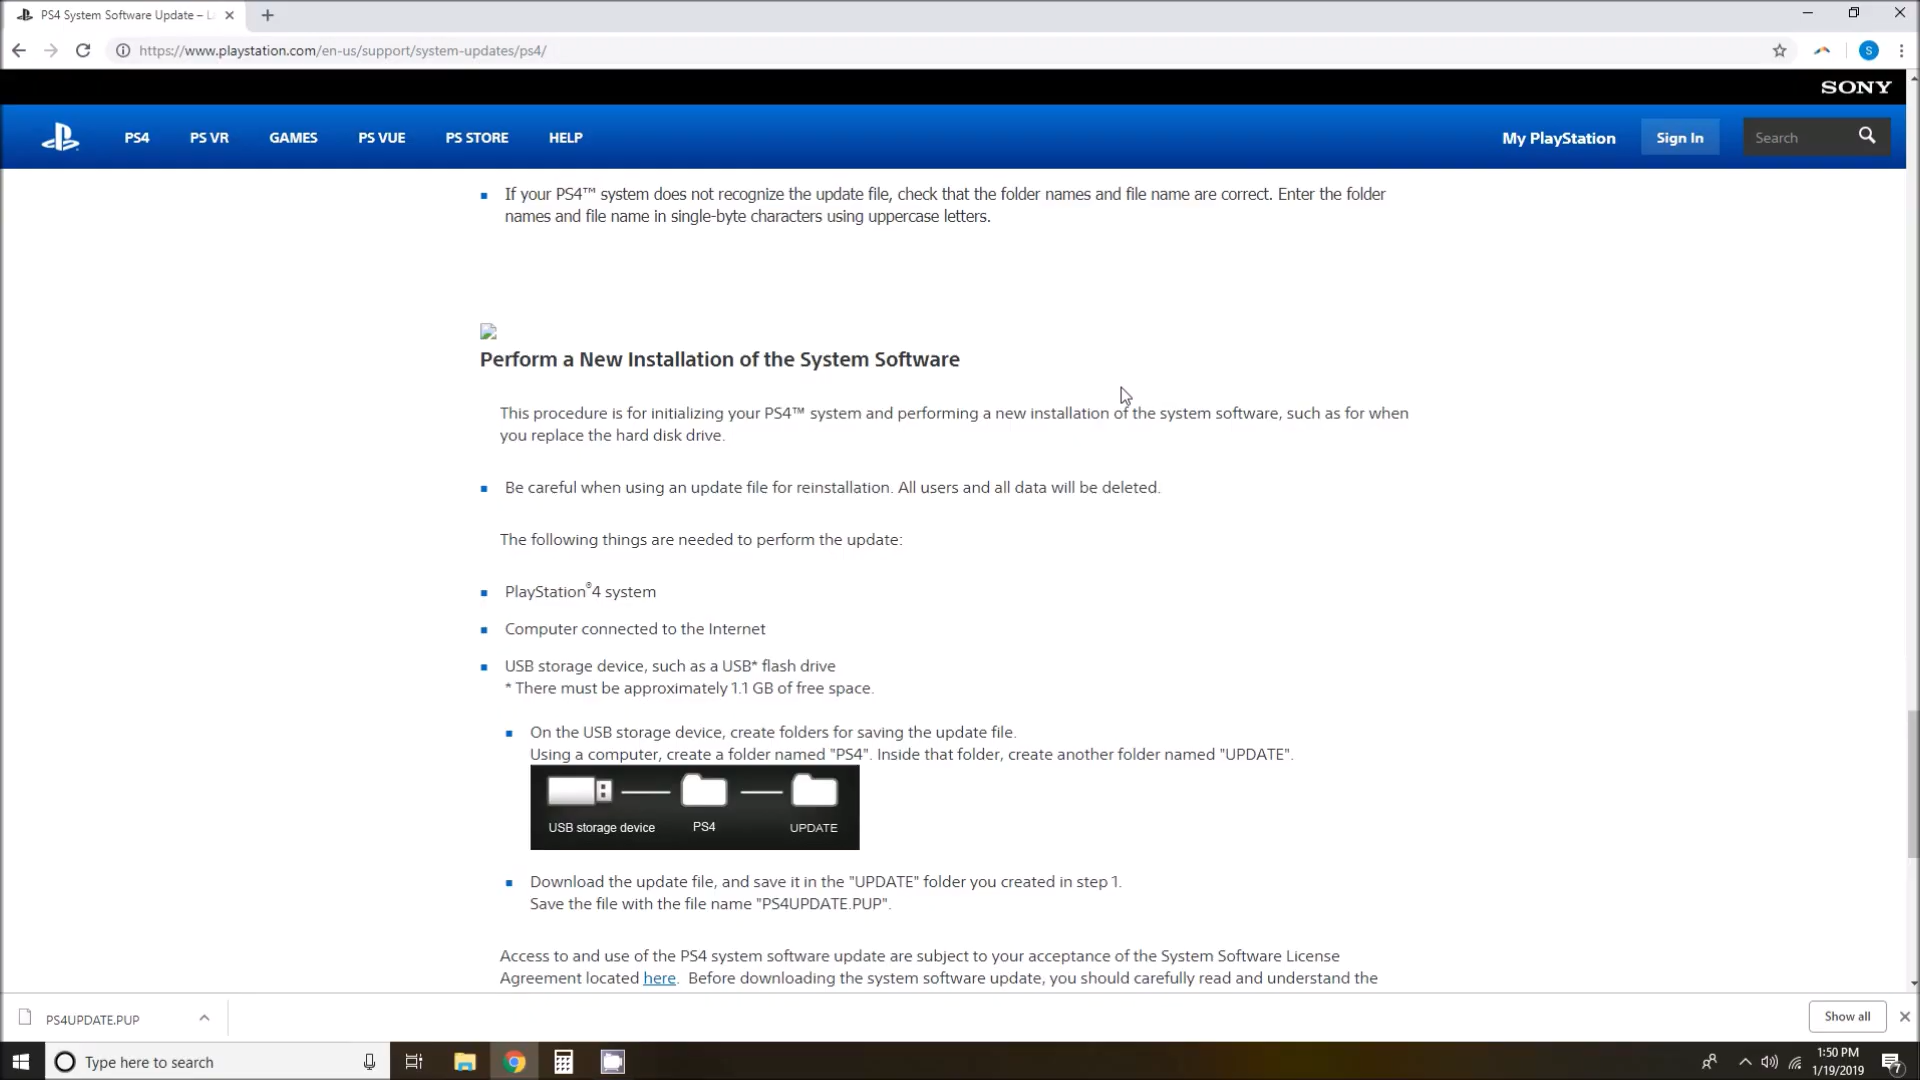 PS4 System Software Update – L
https://www.playstation.com/en-us/support/system-updates/ps4/
S
SONY
PS4 PS VR GAMES PS VUE PS STORE HELP My PlayStation Sign In Search
If your PS4™ system does not recognize the update file, check that the folder names and file name are correct. Enter the folder
names and file name in single-byte characters using uppercase letters.
Perform a New Installation of the System Software
This procedure is for initializing your PS4™ system and performing a new installation of the system software, such as for when
you replace the hard disk drive.
Be careful when using an update file for reinstallation. All users and all data will be deleted.
The following things are needed to perform the update:
PlayStation®4 system
Computer connected to the Internet
USB storage device, such as a USB* flash drive
* There must be approximately 1.1 GB of free space.
On the USB storage device, create folders for saving the update file.
Using a computer, create a folder named "PS4". Inside that folder, create another folder named "UPDATE".
USB storage device PS4 UPDATE
Download the update file, and save it in the "UPDATE" folder you created in step 1.
Save the file with the file name "PS4UPDATE.PUP".
Access to and use of the PS4 system software update are subject to your acceptance of the System Software License
Agreement located here. Before downloading the system software update, you should carefully read and understand the
PS4UPDATE.PUP Show all
Type here to search
1:50 PM
1/19/2019
7